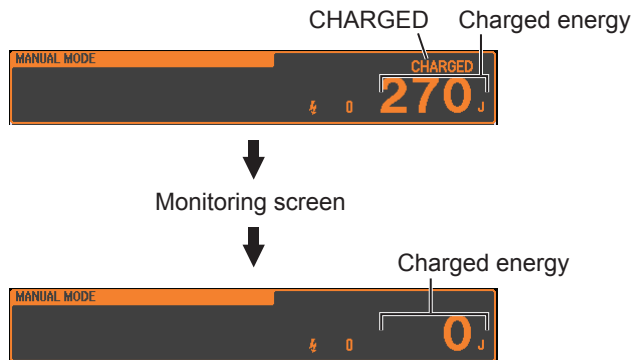 CHARGED Charged energy
MANUAL MODE
CHARGED
0 270 J
Monitoring screen
Charged energy
MANUAL MODE
0 0 J